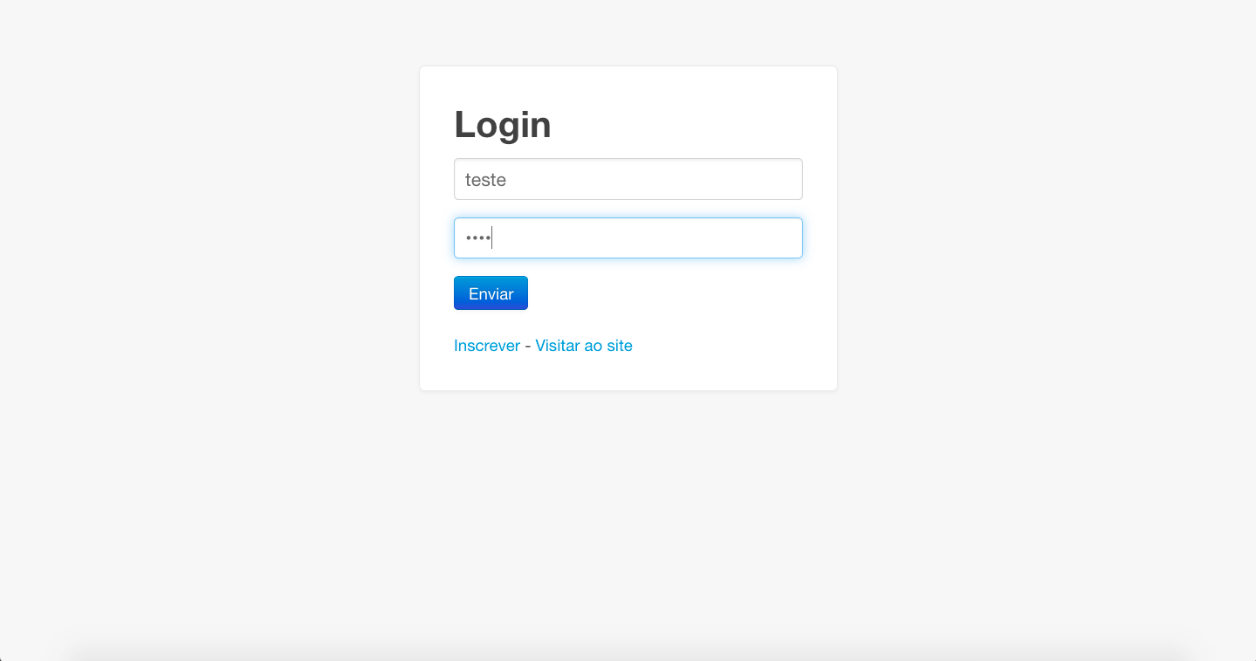 Login
teste
••••
Enviar
Inscrever - Visitar ao site